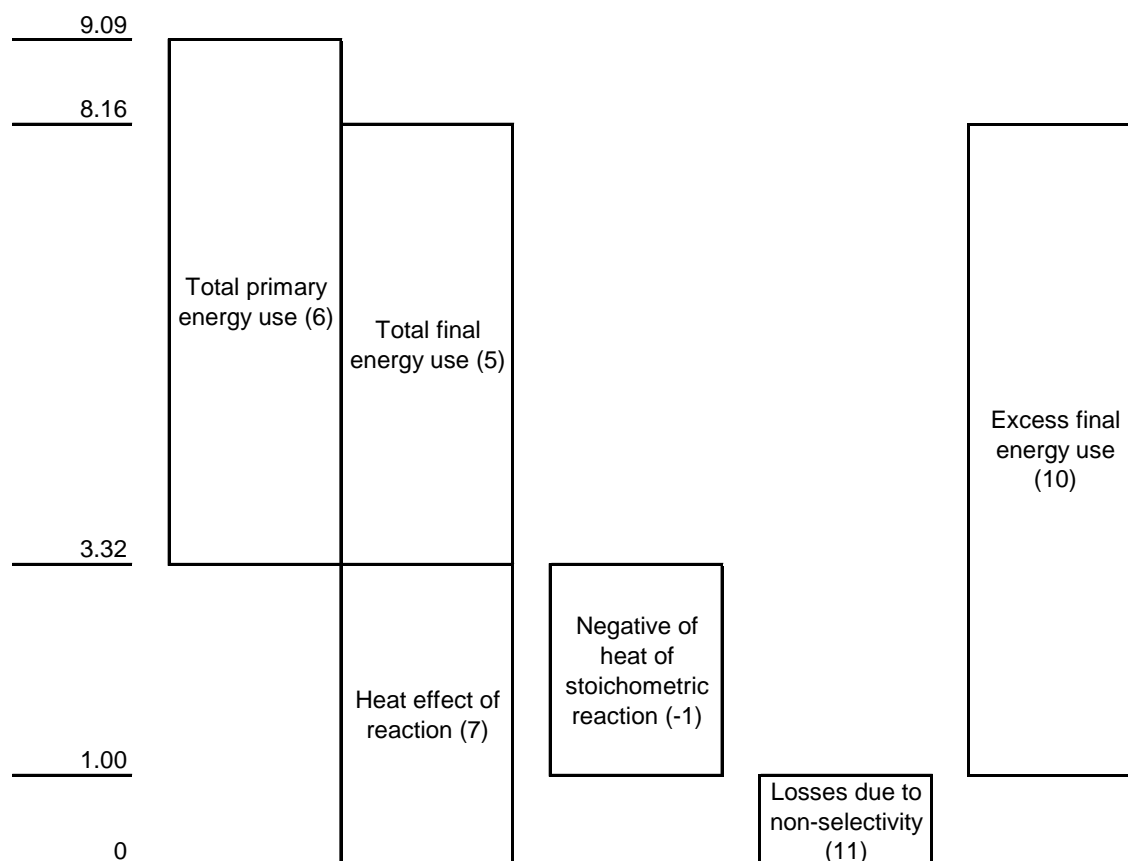 9.09
8.16
Total primary
energy use (6)
Total final
energy use (5)
Excess final
energy use
(10)
3.32
Negative of
heat of
stoichometric
reaction (-1)
Heat effect of
reaction (7)
1.00
Losses due to
non-selectivity
(11)
0